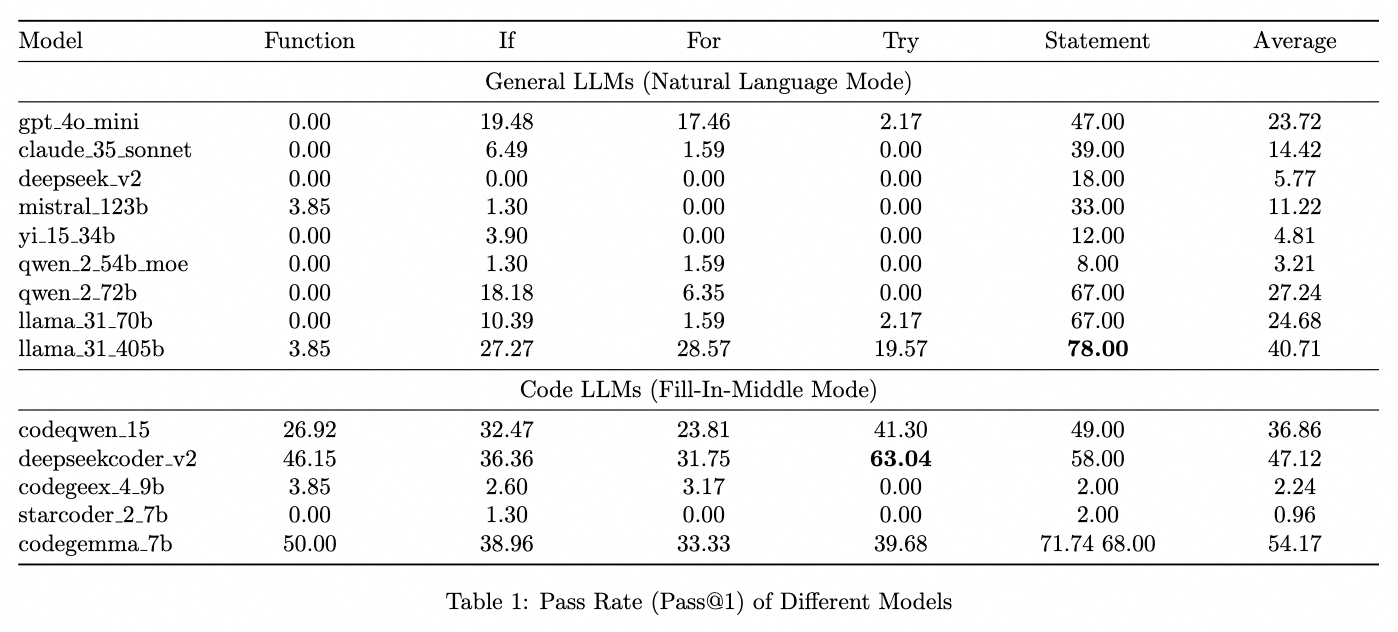 Model Function If For Try Statement Average
General LLMs (Natural Language Mode)
gpt_4o_mini 0.00 19.48 17.46 2.17 47.00 23.72
claude_35_sonnet 0.00 6.49 1.59 0.00 39.00 14.42
deepseek_v2 0.00 0.00 0.00 0.00 18.00 5.77
mistral_123b 3.85 1.30 0.00 0.00 33.00 11.22
yi_15_34b 0.00 3.90 0.00 0.00 12.00 4.81
qwen_2_54b_moe 0.00 1.30 1.59 0.00 8.00 3.21
qwen_2_72b 0.00 18.18 6.35 0.00 67.00 27.24
llama_31_70b 0.00 10.39 1.59 2.17 67.00 24.68
llama_31_405b 3.85 27.27 28.57 19.57 78.00 40.71
Code LLMs (Fill-In-Middle Mode)
codeqwen_15 26.92 32.47 23.81 41.30 49.00 36.86
deepseekcoder_v2 46.15 36.36 31.75 63.04 58.00 47.12
codegeex_4_9b 3.85 2.60 3.17 0.00 2.00 2.24
starcoder_2_7b 0.00 1.30 0.00 0.00 2.00 0.96
codegemma_7b 50.00 38.96 33.33 39.68 71.74 68.00 54.17
Table 1: Pass Rate (Pass@1) of Different Models